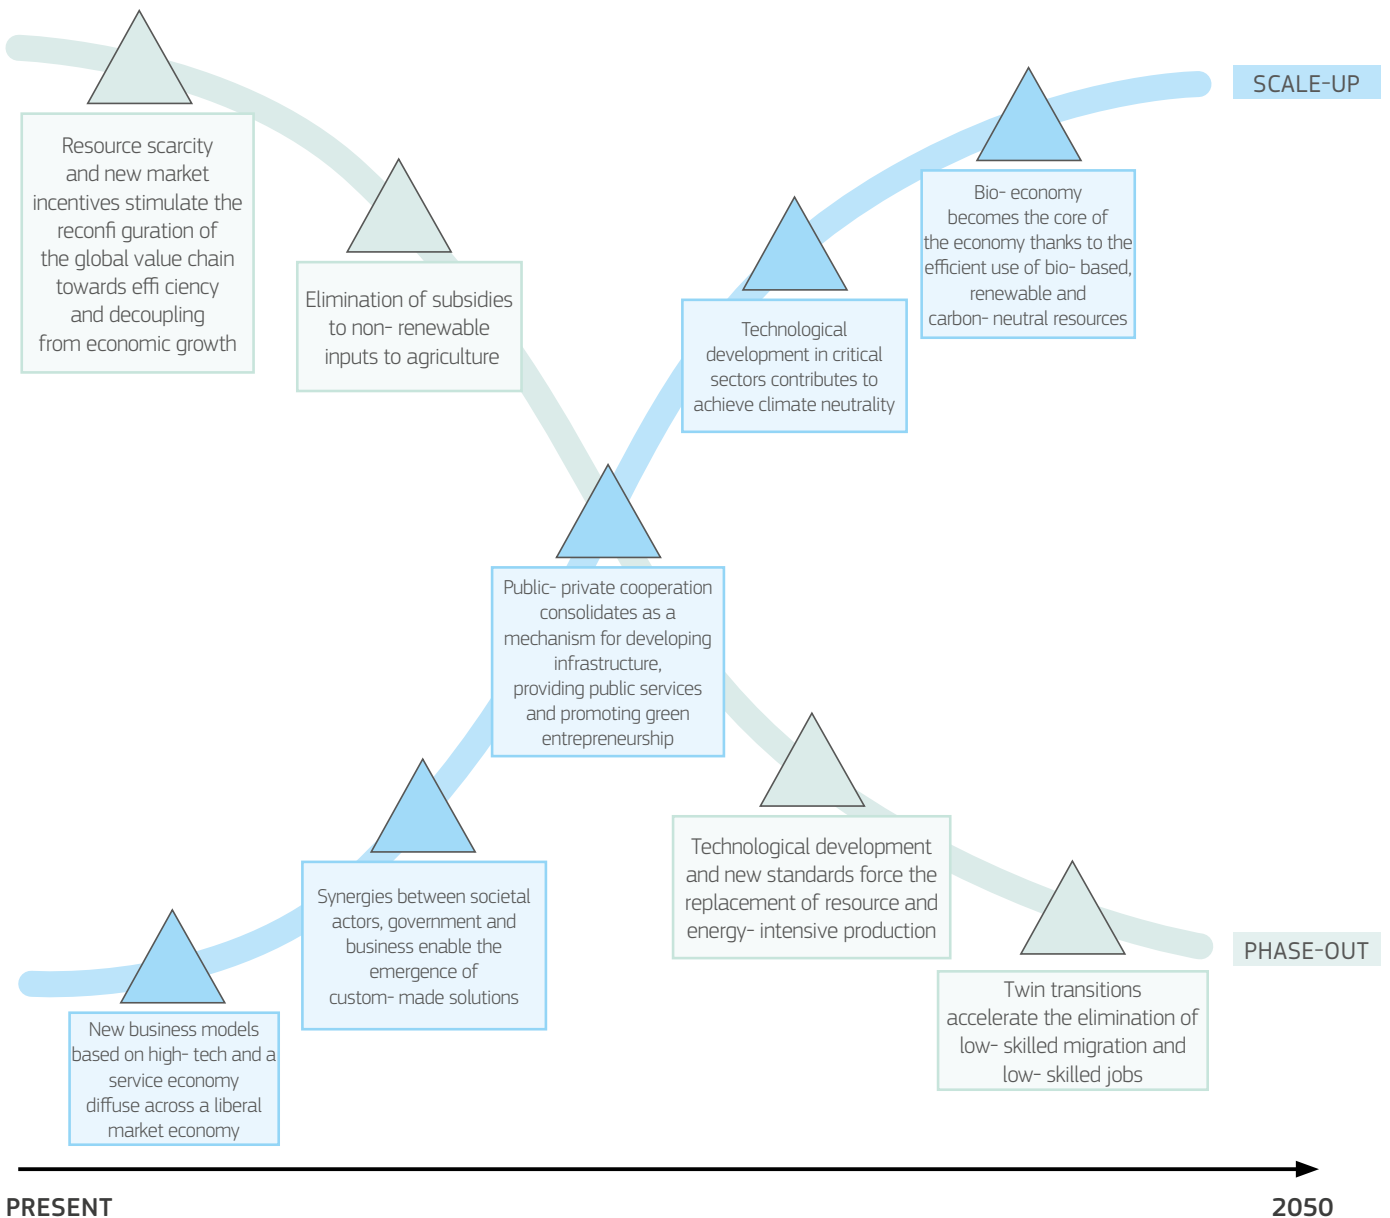 SCALE-UP
Resource scarcity
and new market
incentives stimulate the
reconfi guration of
the global value chain
towards effi ciency
and decoupling
from economic growth
Elimination of subsidies
to non- renewable
inputs to agriculture
Bio- economy
becomes the core of
the economy thanks to the
efficient use of bio- based,
renewable and
carbon- neutral resources
Technological
development in critical
sectors contributes to
achieve climate neutrality
Public- private cooperation
consolidates as a
mechanism for developing
infrastructure,
providing public services
and promoting green
entrepreneurship
Technological development
and new standards force the
replacement of resource and
energy- intensive production
Synergies between societal
actors, government and
business enable the
emergence of
custom- made solutions
PHASE-OUT
Twin transitions
accelerate the elimination of
low- skilled migration and
low- skilled jobs
New business models
based on high- tech and a
service economy
diffuse across a liberal
market economy
PRESENT
2050